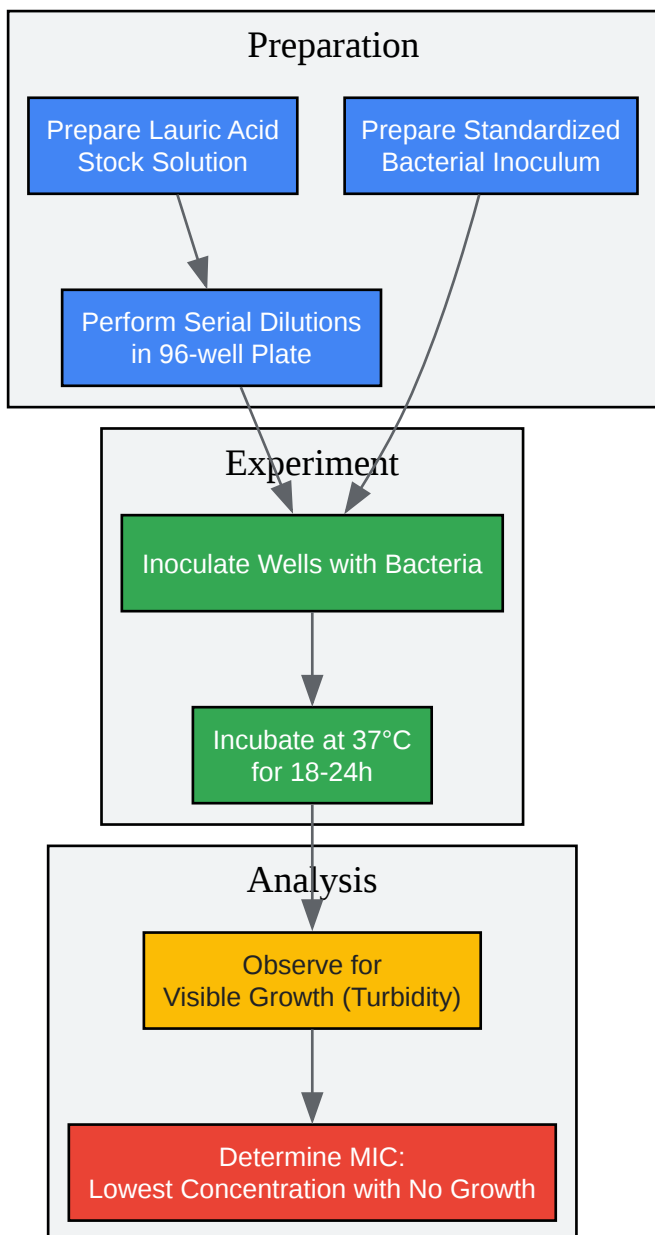 Preparation
Prepare Lauric Acid
Stock Solution
Prepare Standardized
Bacterial Inoculum
Perform Serial Dilutions
in 96-well Plate
Experiment
Inoculate Wells with Bacteria
Incubate at 37°C
for 18-24h
Analysis
Observe for
Visible Growth (Turbidity)
Determine MIC:
Lowest Concentration with No Growth